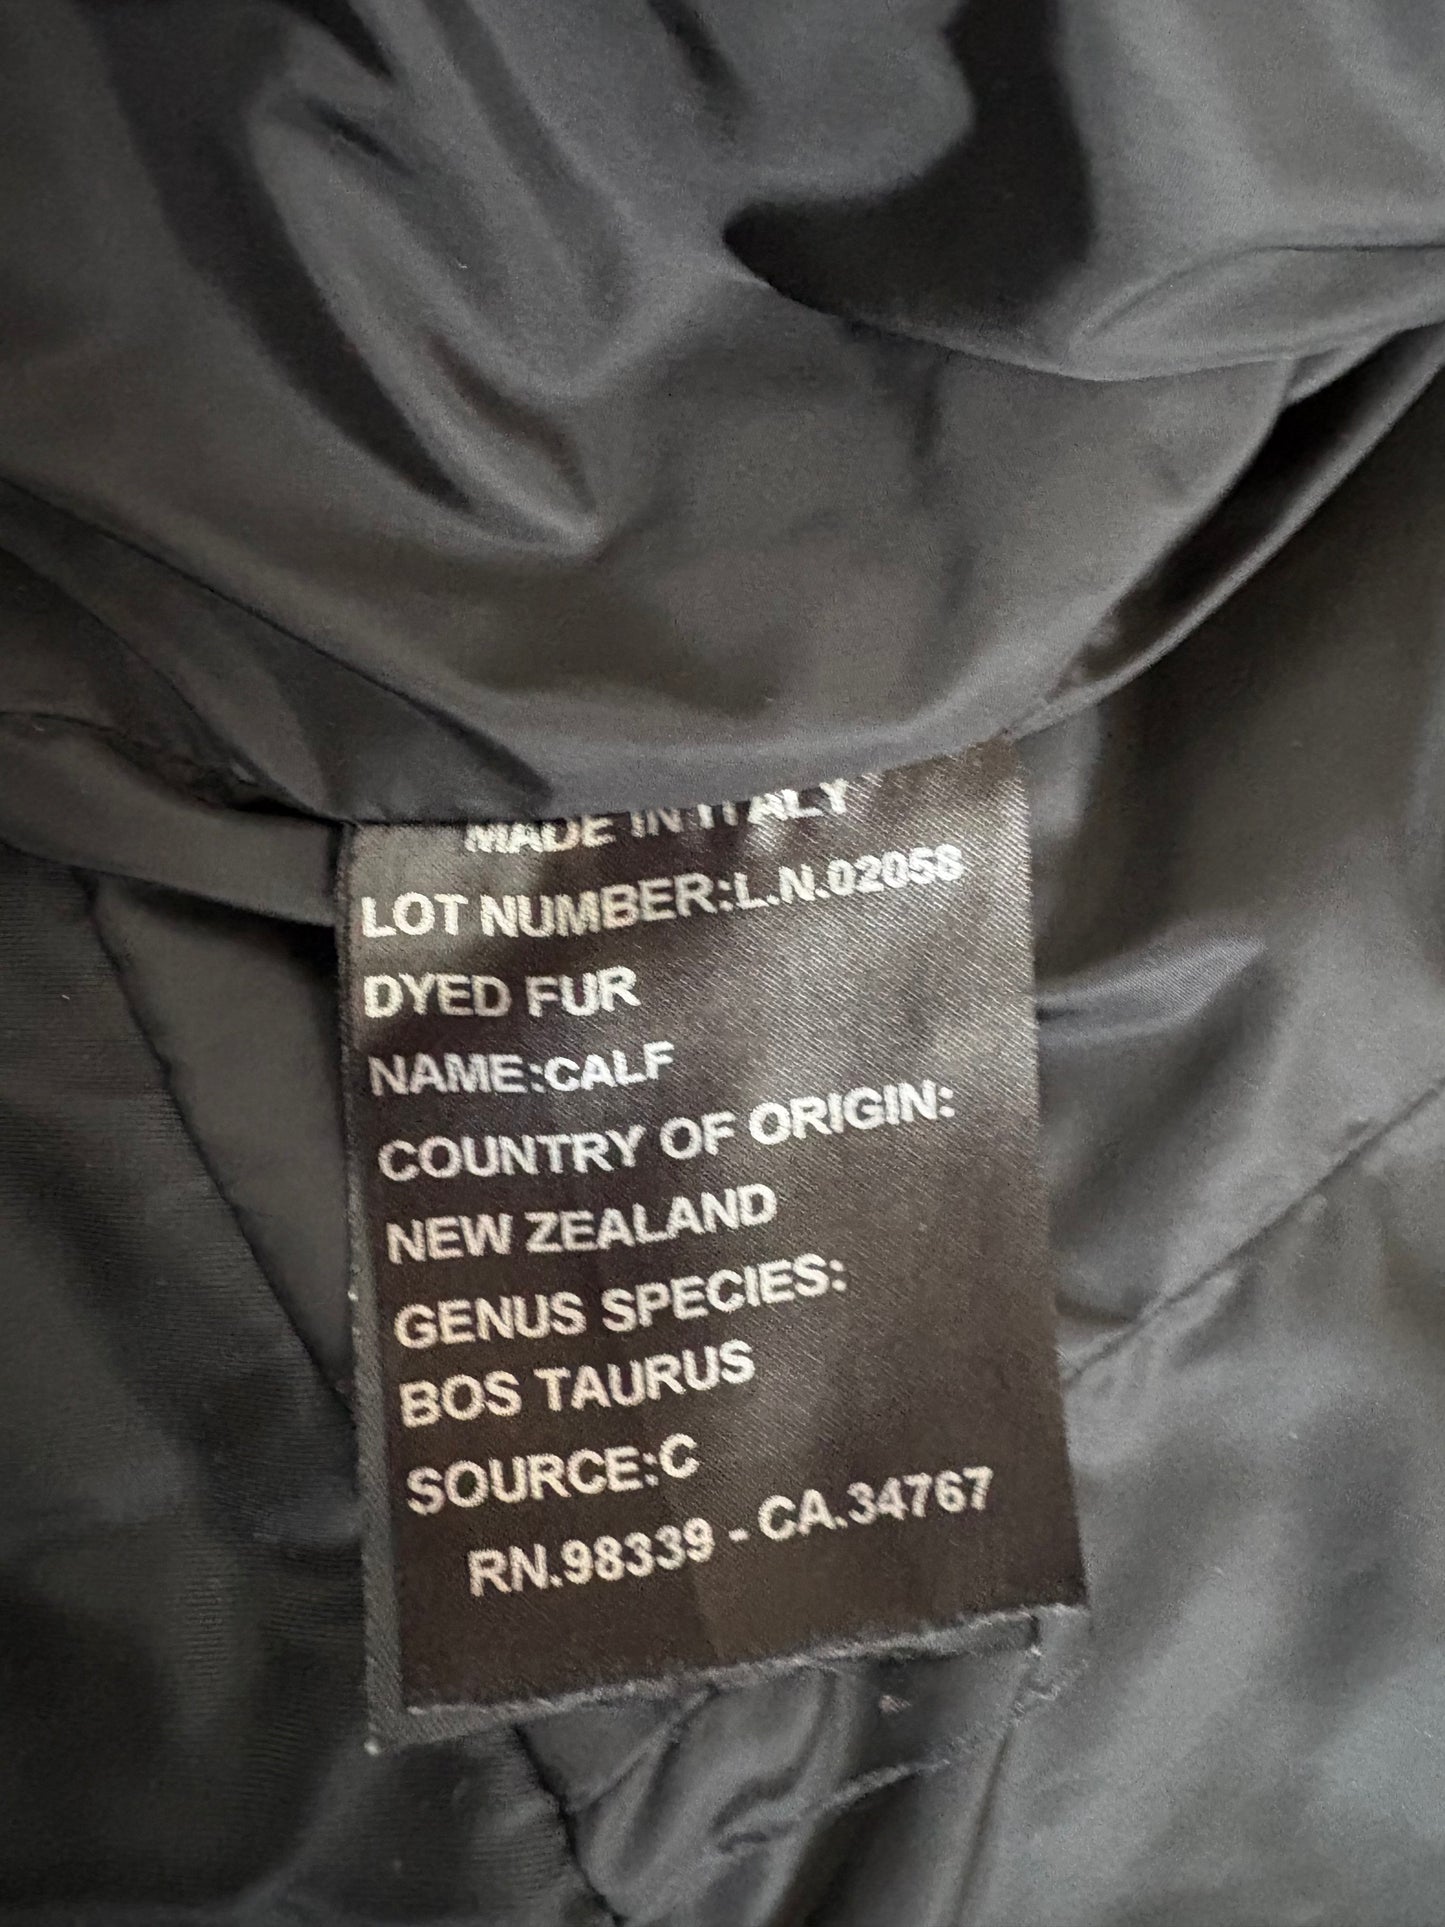 MADE IN ITALY
LOT NUMBER:L.N.02058
DYED FUR
NAME:CALF
COUNTRY OF ORIGIN:
NEW ZEALAND
GENUS SPECIES:
BOS TAURUS
SOURCE:C
RN.98339 - CA.34767